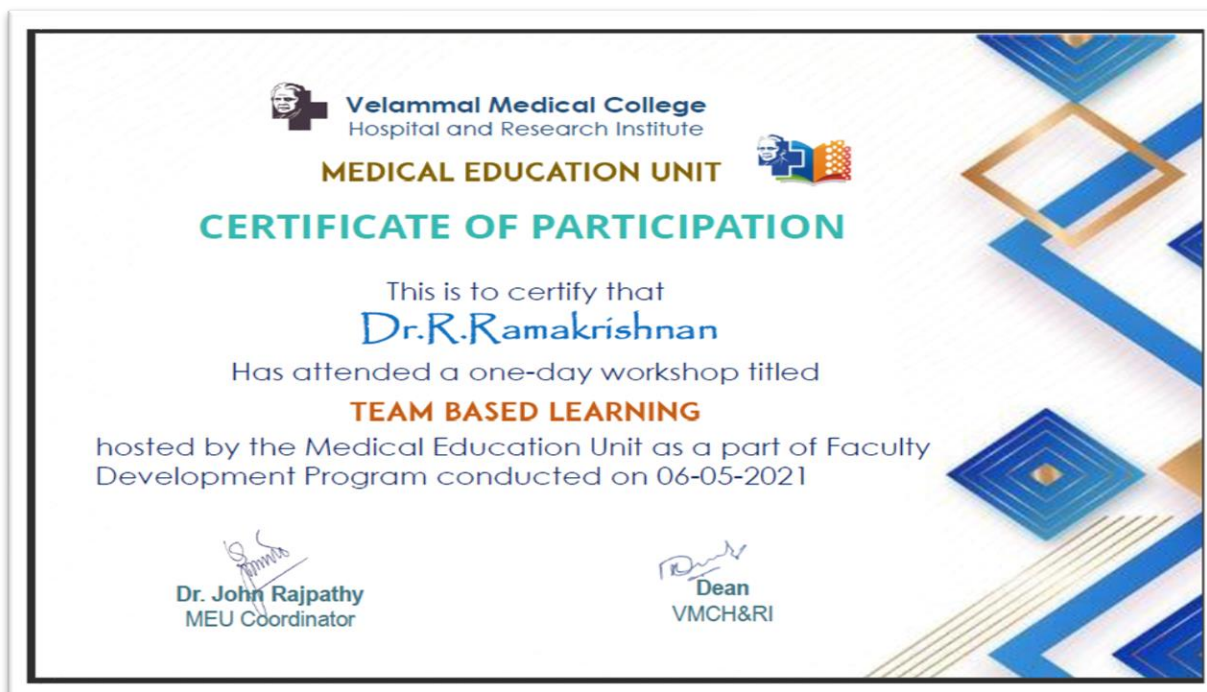 Velammal Medical College
Hospital and Research Institute
MEDICAL EDUCATION UNIT
CERTIFICATE OF PARTICIPATION
This is to certify that
Dr.R.Ramakrishnan
Has attended a one-day workshop titled
TEAM BASED LEARNING
hosted by the Medical Education Unit as a part of Faculty
Development Program conducted on 06-05-2021
Dr. John Rajpathy
MEU Coordinator
Dean
VMCH&RI